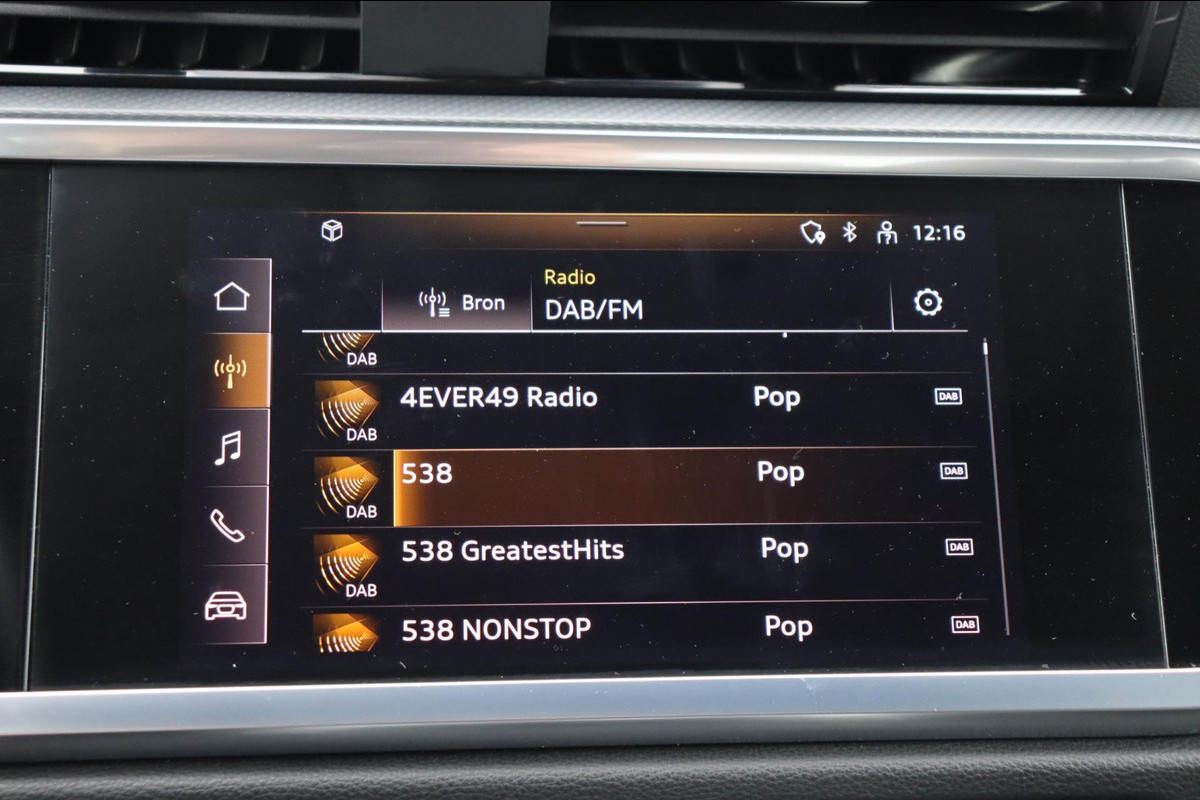 12:16
Bron
Radio
DAB/FM
DAB
4EVER49 Radio Pop DAB
DAB
538 Pop DAB
DAB
538 GreatestHits Pop DAB
DAB
538 NONSTOP Pop DAB